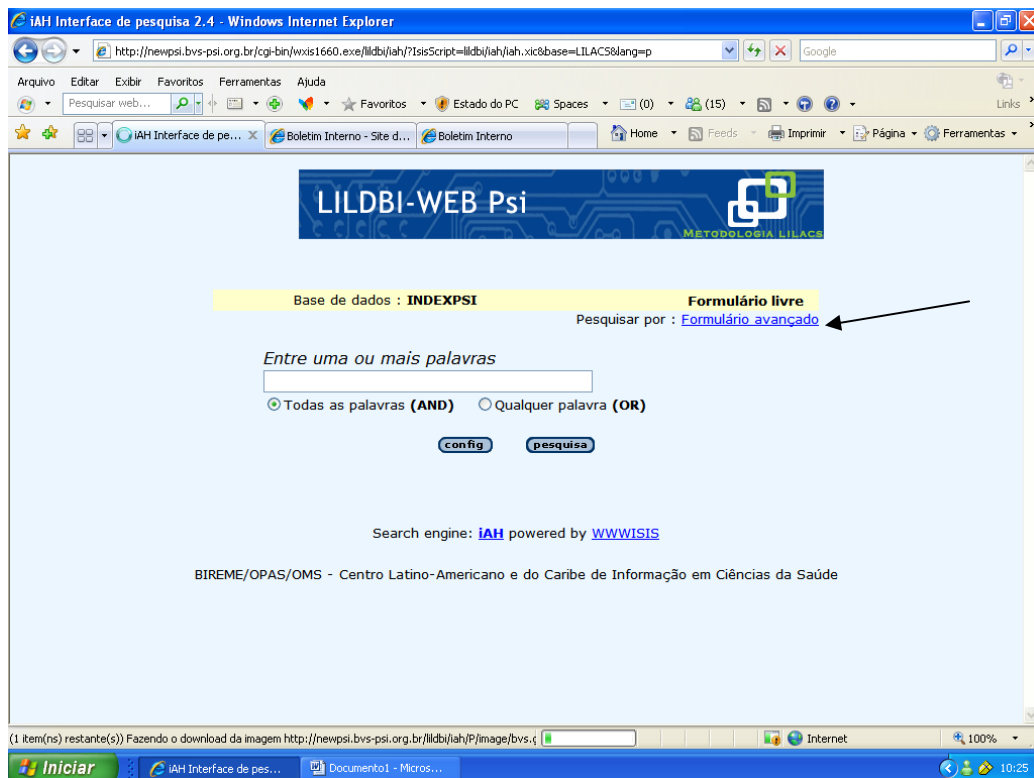 iAH Interface de pesquisa 2.4 - Windows Internet Explorer
http://newpsi.bvs-psi.org.br/cgi-bin/wxis1660.exe/lildbi/iah/?IsisScript=lildbi/iah/iah.xic&base=LILACS&lang=p
Google
Arquivo Editar Exibir Favoritos Ferramentas Ajuda
Pesquisar web... Favoritos Estado do PC Spaces (0) (15) Links
iAH Interface de pe... Boletim Interno - Site d... Boletim Interno Home Feeds Imprimir Página Ferramentas
LILDBI-WEB Psi
METODOLOGIA LILACS
Base de dados : INDEXPSI Formulário livre
Pesquisar por : Formulário avançado
Entre uma ou mais palavras
Todas as palavras (AND) Qualquer palavra (OR)
config pesquisa
Search engine: iAH powered by WWWISIS
BIREME/OPAS/OMS - Centro Latino-Americano e do Caribe de Informação em Ciências da Saúde
(1 item(ns) restante(s)) Fazendo o download da imagem http://newpsi.bvs-psi.org.br/lildbi/iah/P/image/bvs.g Internet 100%
Iniciar iAH Interface de pes... Documento1 - Micros... 10:25